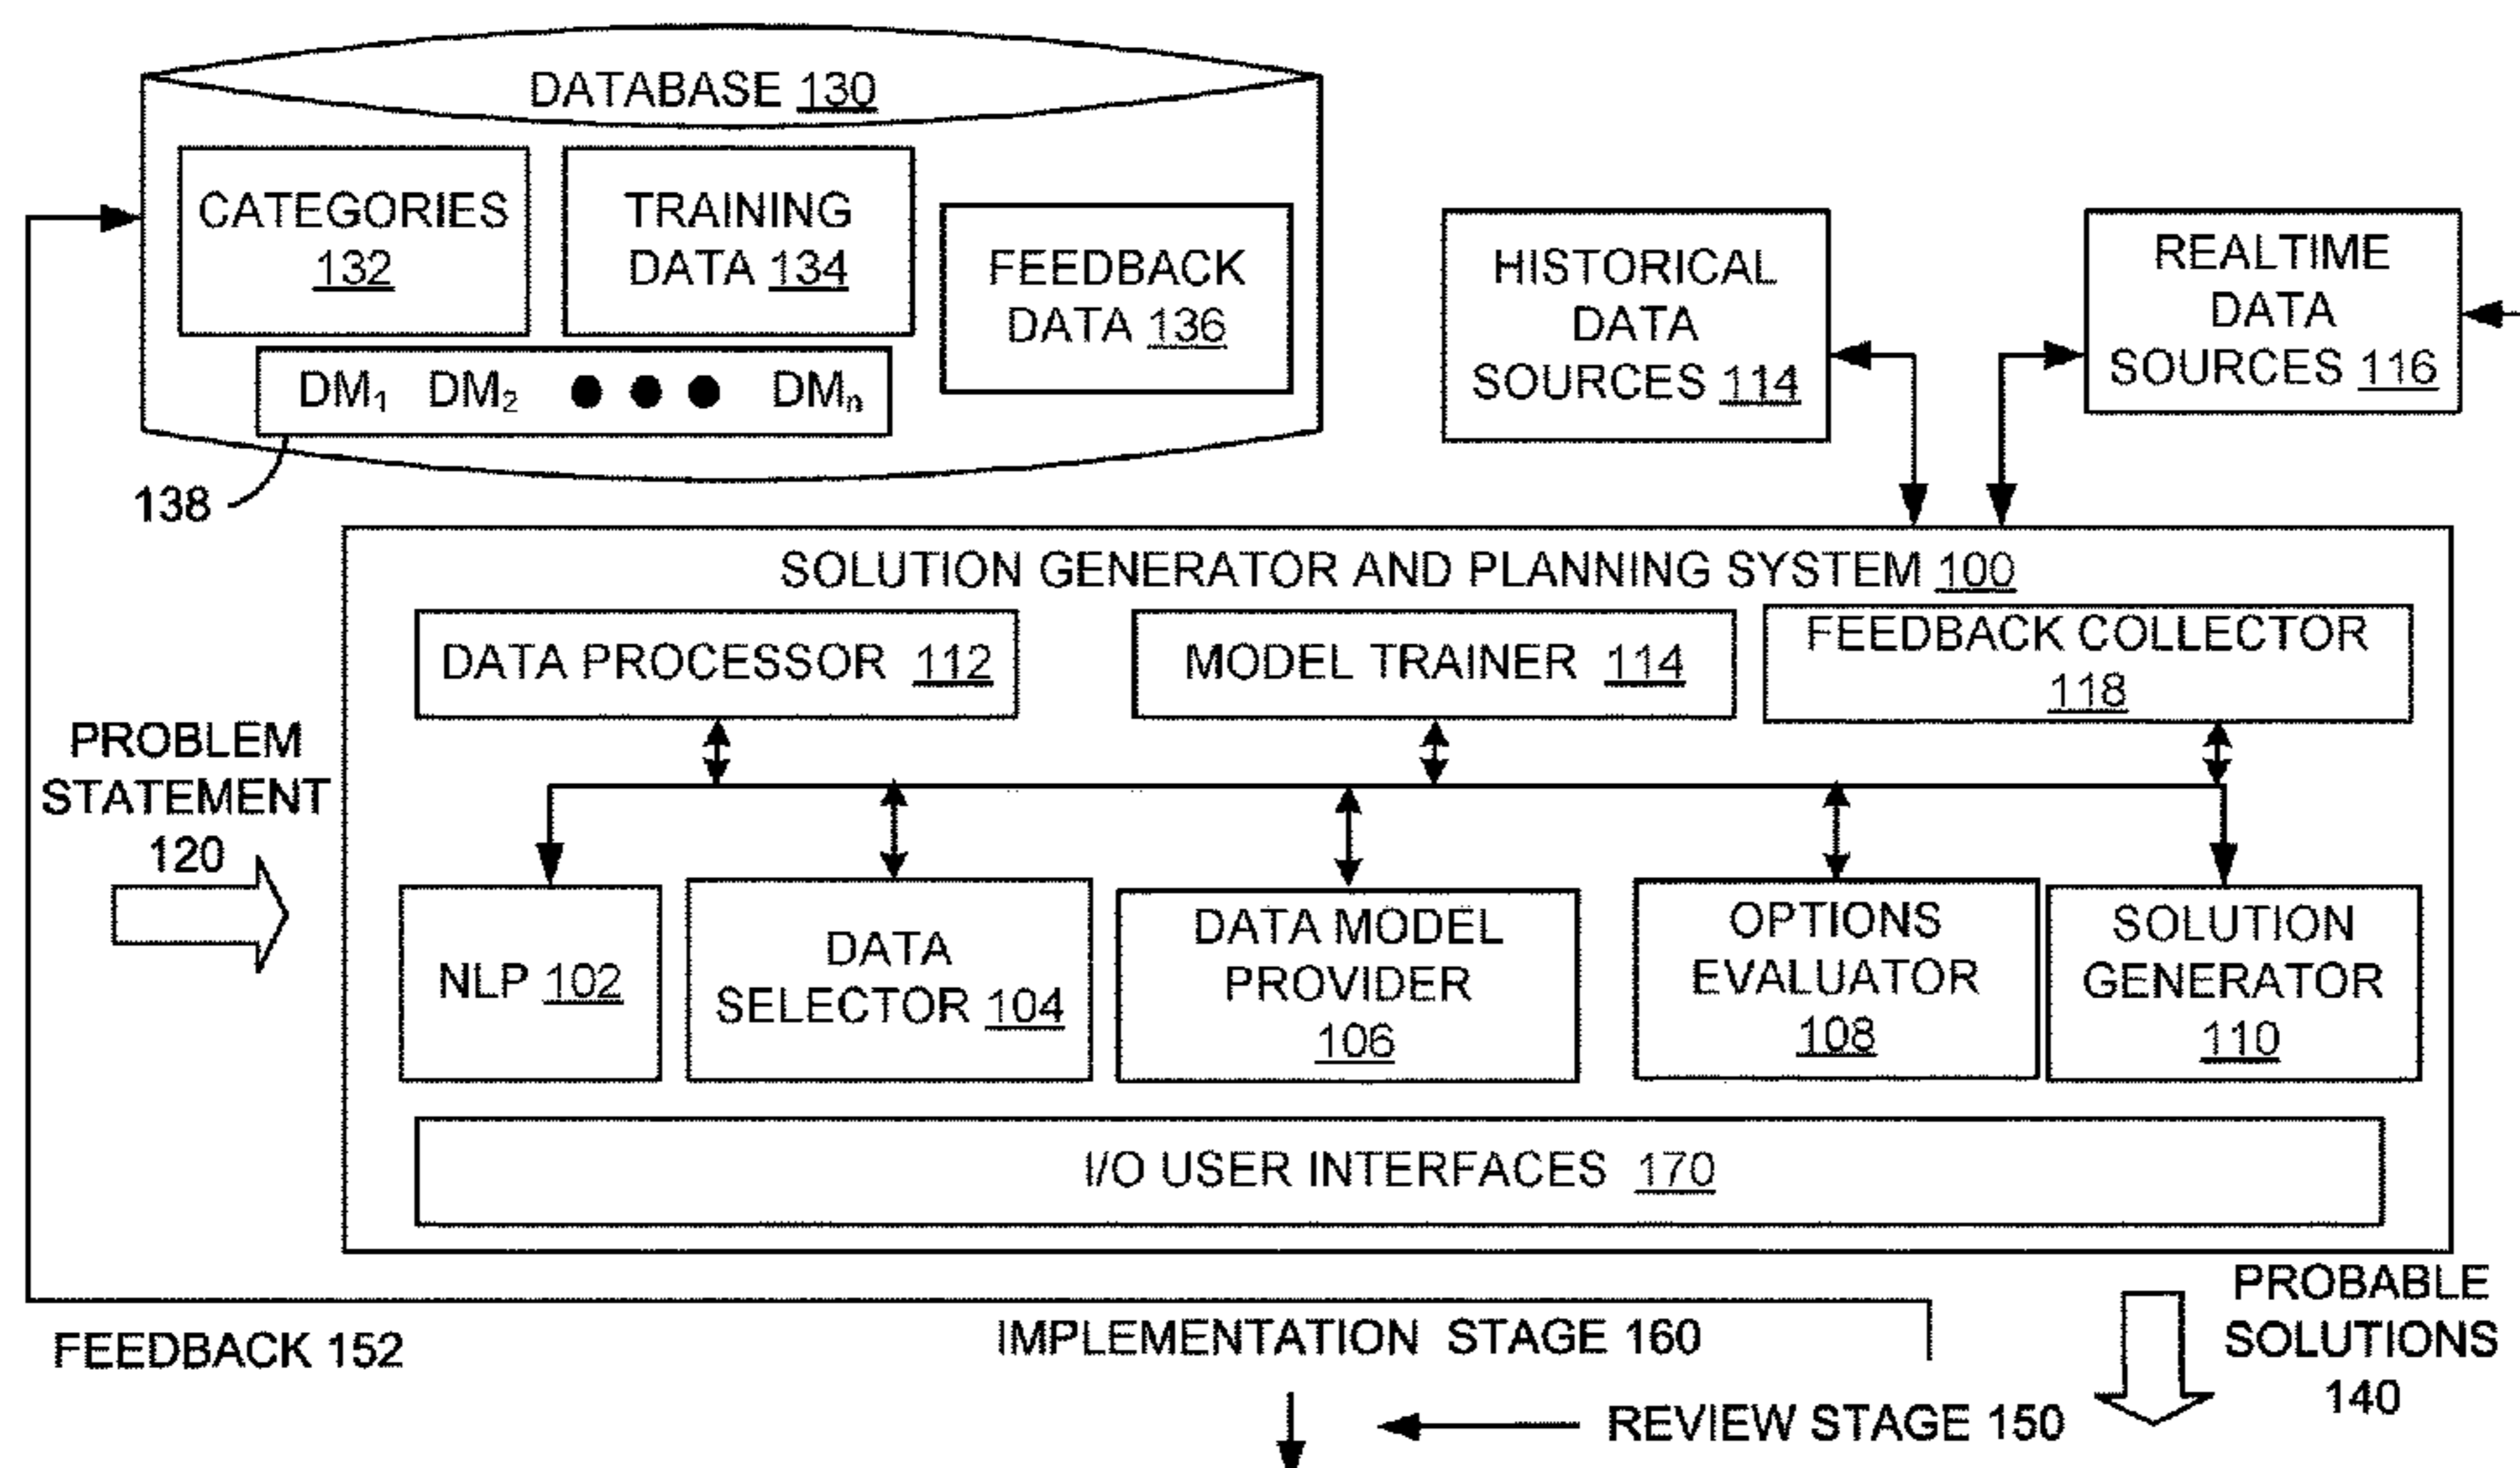 DATABASE 130
CATEGORIES
132
TRAINING
DATA 134
FEEDBACK
DATA 136
DM1 DM2 ● ● ● DMn
138
HISTORICAL
DATA
SOURCES 114
REALTIME
DATA
SOURCES 116
SOLUTION GENERATOR AND PLANNING SYSTEM 100
DATA PROCESSOR 112
MODEL TRAINER 114
FEEDBACK COLLECTOR
118
PROBLEM
STATEMENT
120
NLP 102
DATA
SELECTOR 104
DATA MODEL
PROVIDER
106
OPTIONS
EVALUATOR
108
SOLUTION
GENERATOR
110
I/O USER INTERFACES 170
FEEDBACK 152
IMPLEMENTATION STAGE 160
PROBABLE
SOLUTIONS
140
REVIEW STAGE 150